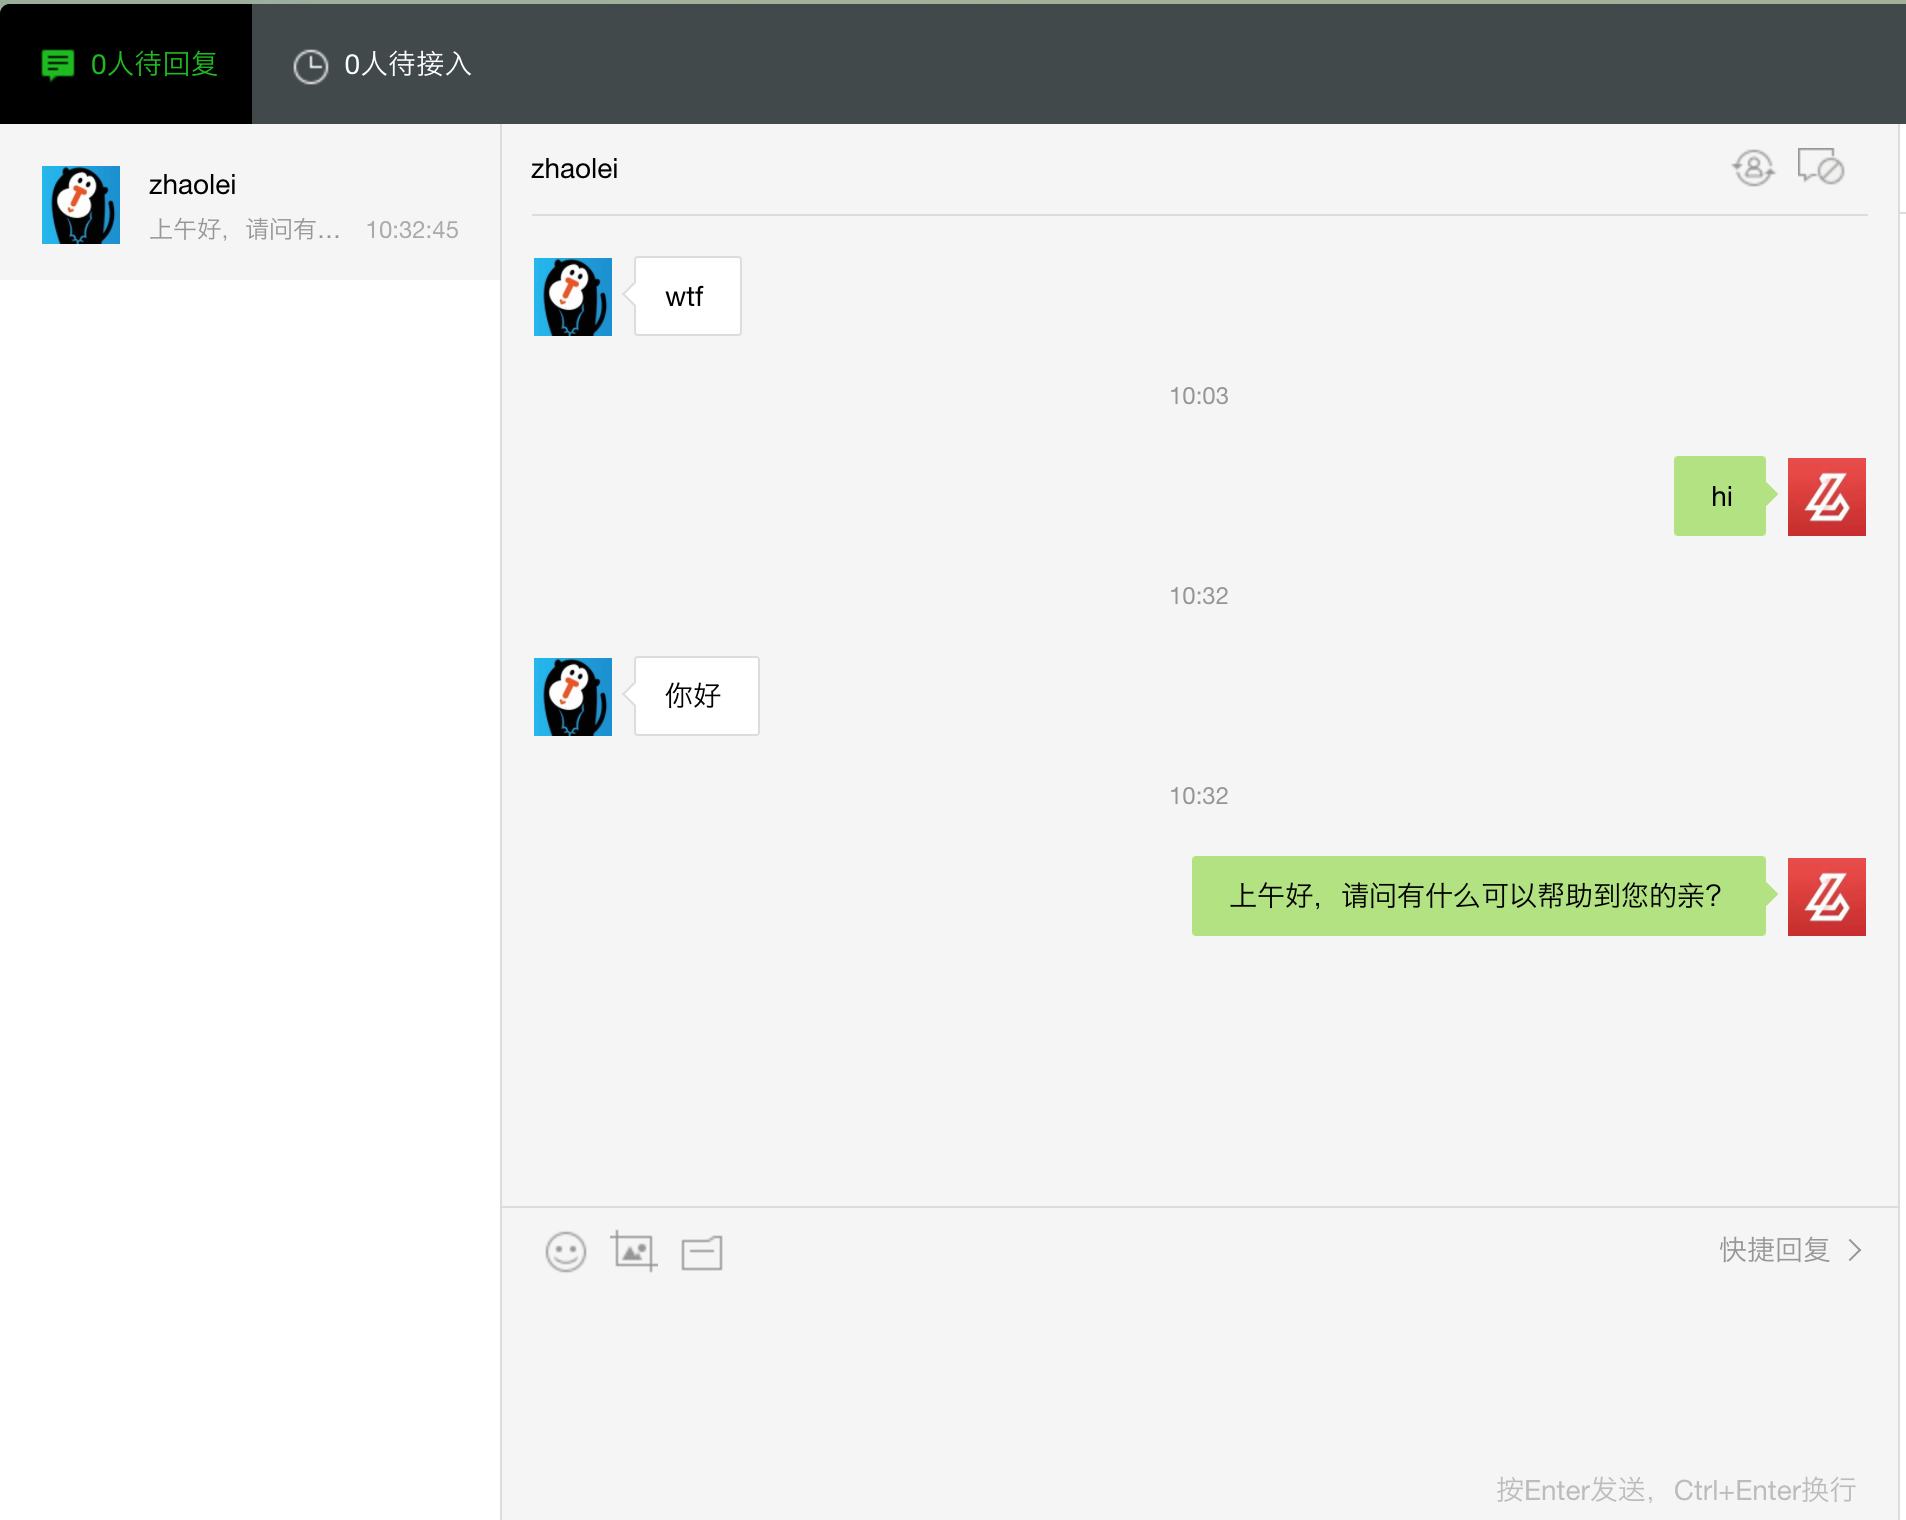 0人待回复
0人待接入
zhaolei
上午好，请问有... 10:32:45
zhaolei
wtf
10:03
hi
10:32
你好
10:32
上午好，请问有什么可以帮助到您的亲？
快捷回复
按Enter发送，Ctrl+Enter换行